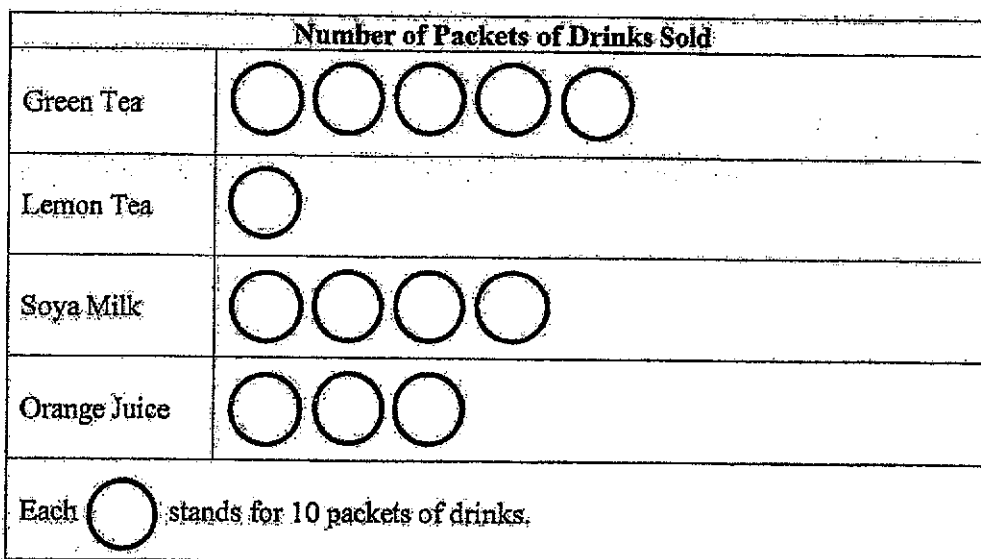 Number of Packets of Drinks Sold
Green Tea
Lemon Tea
Soya Milk
Orange Juice
Each stands for 10 packets of drinks.